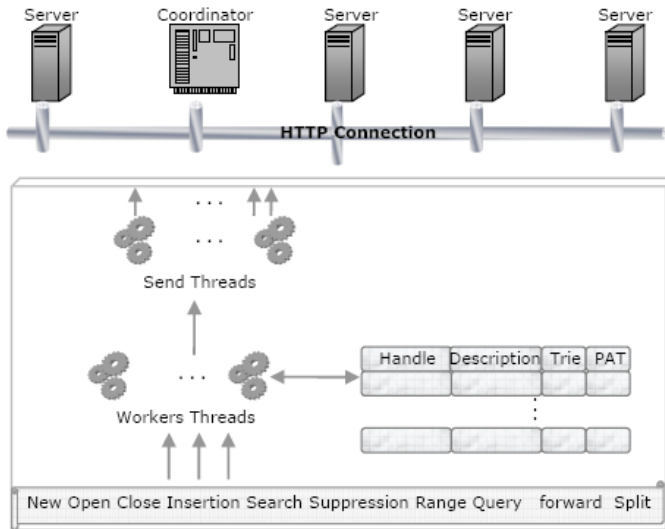 Server Coordinator Server Server Server
HTTP Connection
. . .
. . .
Send Threads
. . .
Handle Description Trie PAT
Workers Threads
New Open Close Insertion Search Suppression Range Query forward Split